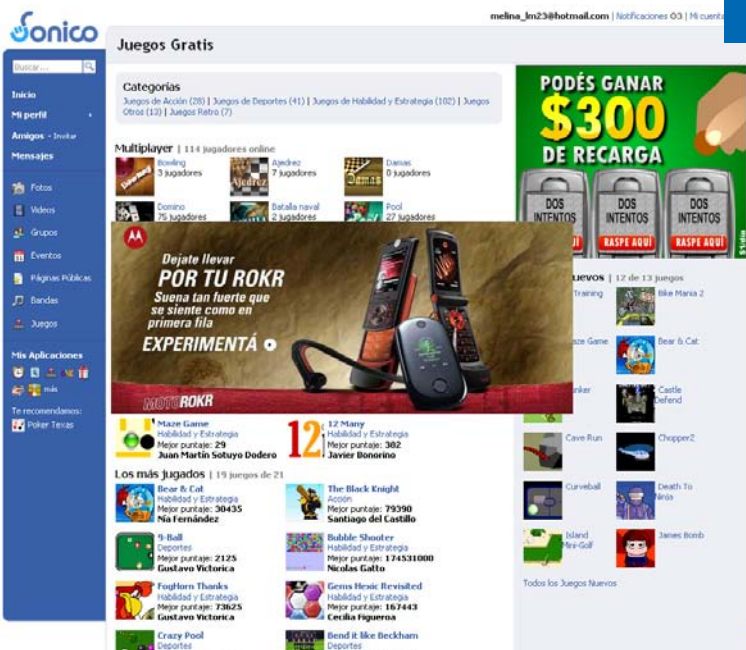 Sonico
melina_lm23@hotmail.com | Notificaciones 03 | Mi cuenta
Juegos Gratis
Buscar...
Inicio
Mi perfil
Amigos - Invitar
Mensajes
Fotos
Videos
Grupos
Eventos
Páginas Públicas
Bandas
Juegos
Mis Aplicaciones
más
Te recomendamos:
Poker Texas
Categorías
Juegos de Acción (28) | Juegos de Deportes (41) | Juegos de Habilidad y Estrategia (102) | Juegos
Otros (13) | Juegos Retro (7)
Multiplayer | 114 jugadores online
Bowling
3 jugadores
Ajedrez
7 jugadores
Damas
0 jugadores
Domino
75 jugadores
Batalla naval
2 jugadores
Pool
27 jugadores
Dejate llevar
POR TU ROKR
Suena tan fuerte que
se siente como en
primera fila
EXPERIMENTÁ
MOTOROKR
Maze Game
Habilidad y Estrategia
Mejor puntaje: 29
Juan Martín Sotuyo Dodero
12
12 Many
Habilidad y Estrategia
Mejor puntaje: 382
Javier Bonorino
Los más jugados | 19 juegos de 21
Bear & Cat
Habilidad y Estrategia
Mejor puntaje: 30435
Nía Fernández
The Black Knight
Acción
Mejor puntaje: 79390
Santiago del Castillo
9-Ball
Deportes
Mejor puntaje: 2125
Gustavo Victorica
Bubble Shooter
Habilidad y Estrategia
Mejor puntaje: 174531000
Nicolas Gatto
FogHorn Thanks
Habilidad y Estrategia
Mejor puntaje: 73625
Gustavo Victorica
Gems Hexic Revisited
Habilidad y Estrategia
Mejor puntaje: 167443
Cecilia Figueroa
Crazy Pool
Deportes
Bend it like Beckham
Deportes
PODÉS GANAR
$300
DE RECARGA
DOS
INTENTOS
DOS
INTENTOS
DOS
INTENTOS
RASPE AQUÍ
RASPE AQUÍ
$1/día
uevos | 12 de 13 juegos
Training
Bike Mania 2
aze Game
Bear & Cat
nker
Castle
Defend
Cave Run
Chopper2
Curveball
Death To
Ninja
Island
Mini-Golf
James Bomb
Todos los Juegos Nuevos